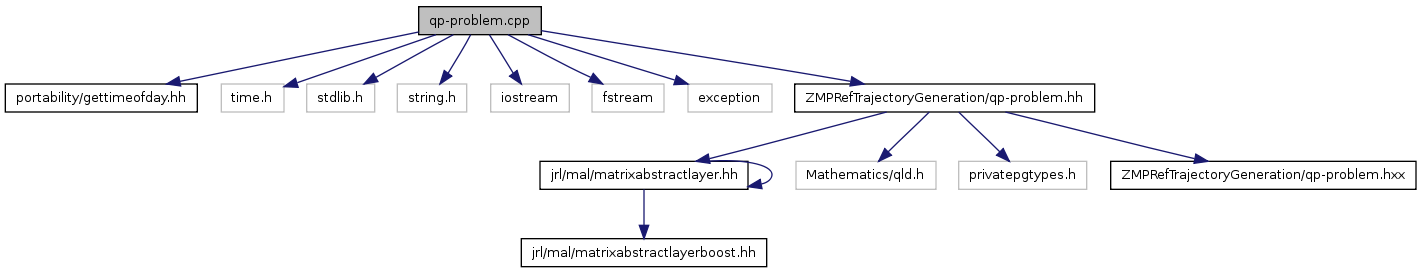 qp-problem.cpp
portability/gettimeofday.hh
time.h
stdlib.h
string.h
iostream
fstream
exception
ZMPRefTrajectoryGeneration/qp-problem.hh
jrl/mal/matrixabstractlayer.hh
Mathematics/qld.h
privatepgtypes.h
ZMPRefTrajectoryGeneration/qp-problem.hxx
jrl/mal/matrixabstractlayerboost.hh